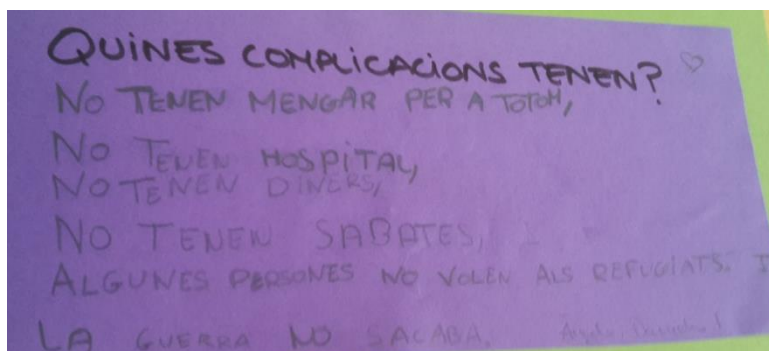 QUINES COMPLICACIONS TENEN?
NO TENEN MENGAR PER A TOTOM,
NO TENEN HOSPITAL,
NO TENEN DINERS,
NO TENEN SABATES,
ALGUNES PERSONES NO VOLEN ALS REFUGIATS. I
LA GUERRA NO SACABA.